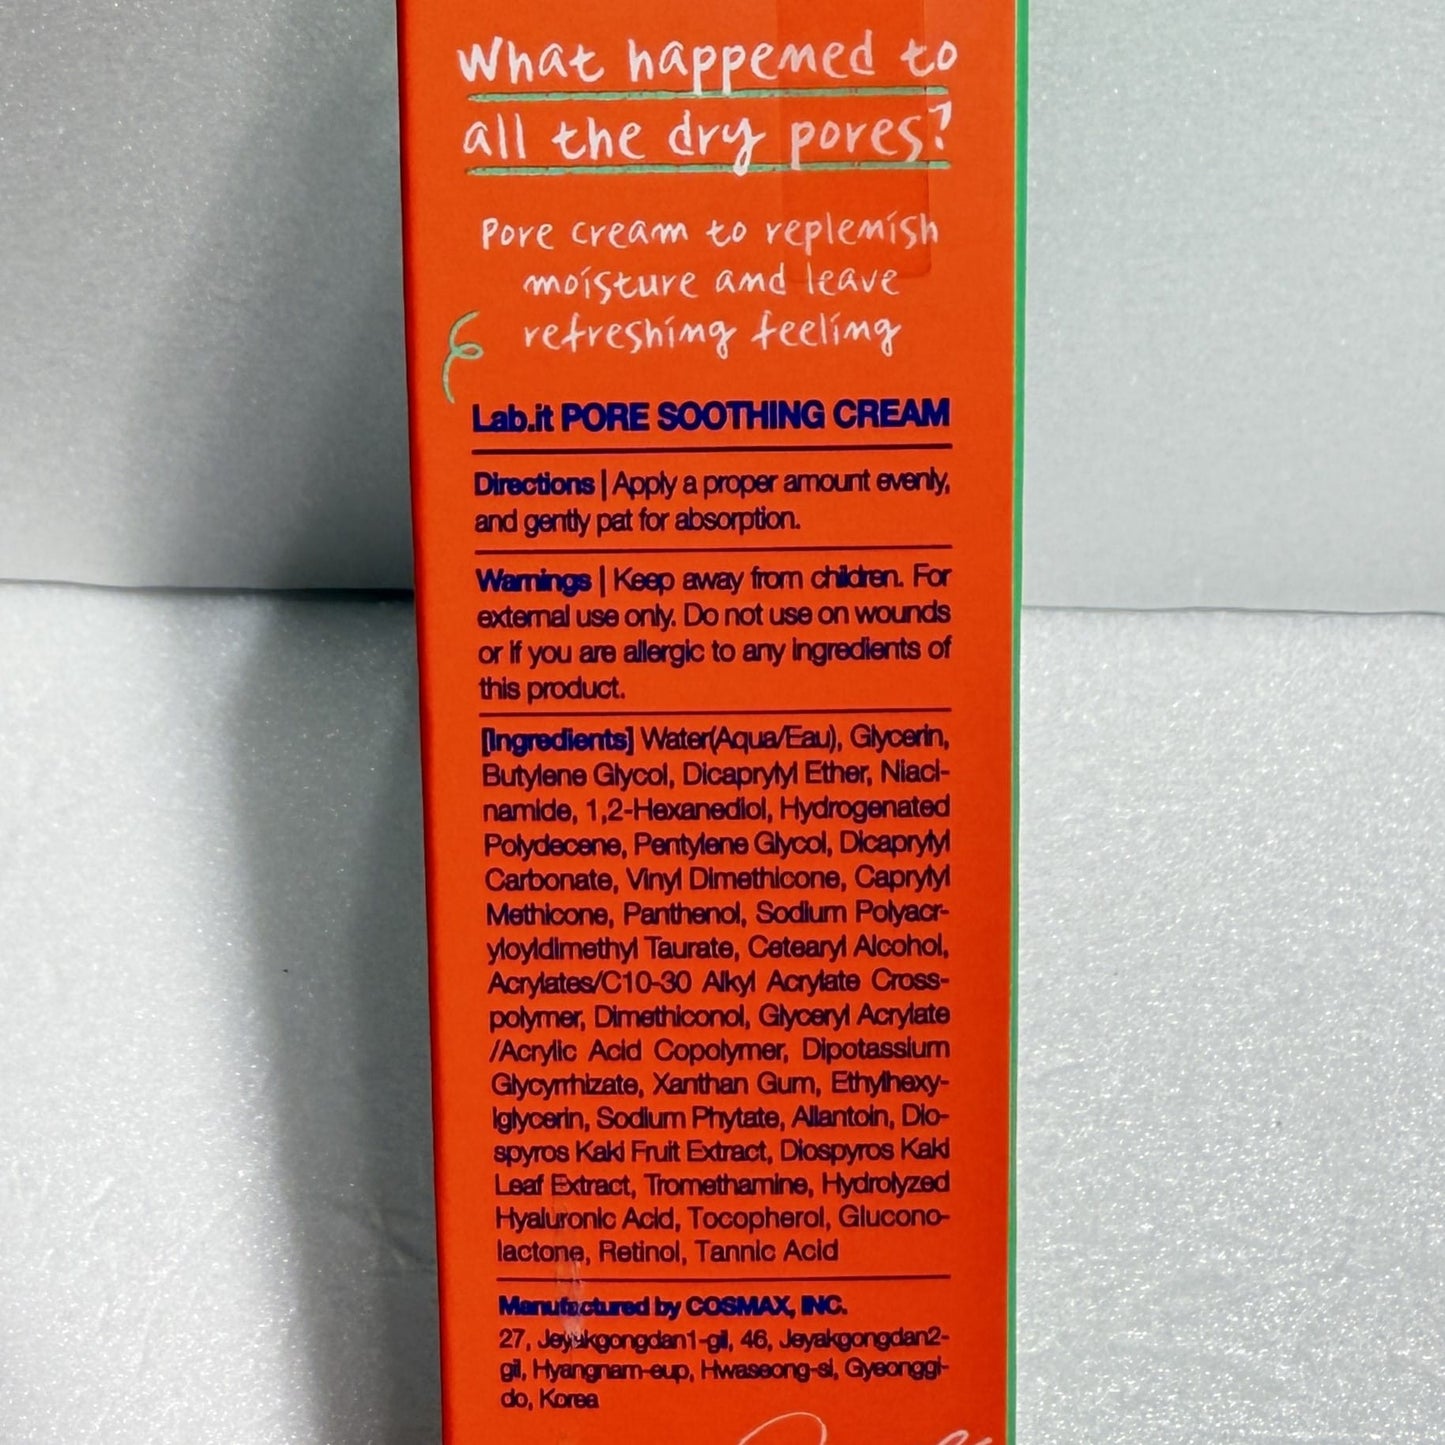 What happened to
all the dry pores?
Pore cream to replenish
moisture and leave
refreshing feeling
Lab.it PORE SOOTHING CREAM
Directions | Apply a proper amount evenly,
and gently pat for absorption.
Warnings | Keep away from children. For
external use only. Do not use on wounds
or if you are allergic to any ingredients of
this product.
[Ingredients] Water(Aqua/Eau), Glycerin,
Butylene Glycol, Dicaprylyl Ether, Niaci-
namide, 1,2-Hexanediol, Hydrogenated
Polydecene, Pentylene Glycol, Dicaprylyl
Carbonate, Vinyl Dimethicone, Caprylyl
Methicone, Panthenol, Sodium Polyacr-
yloyldimethyl Taurate, Cetearyl Alcohol,
Acrylates/C10-30 Alkyl Acrylate Cross-
polymer, Dimethiconol, Glyceryl Acrylate
/Acrylic Acid Copolymer, Dipotassium
Glycyrrhizate, Xanthan Gum, Ethylhexy-
lglycerin, Sodium Phytate, Allantoin, Dio-
spyros Kaki Fruit Extract, Diospyros Kaki
Leaf Extract, Tromethamine, Hydrolyzed
Hyaluronic Acid, Tocopherol, Glucono-
lactone, Retinol, Tannic Acid
Manufactured by COSMAX, INC.
27, Jeyakgongdan1-gil, 46, Jeyakgongdan2-
gil, Hyangnam-eup, Hwaseong-si, Gyeonggi-
do, Korea